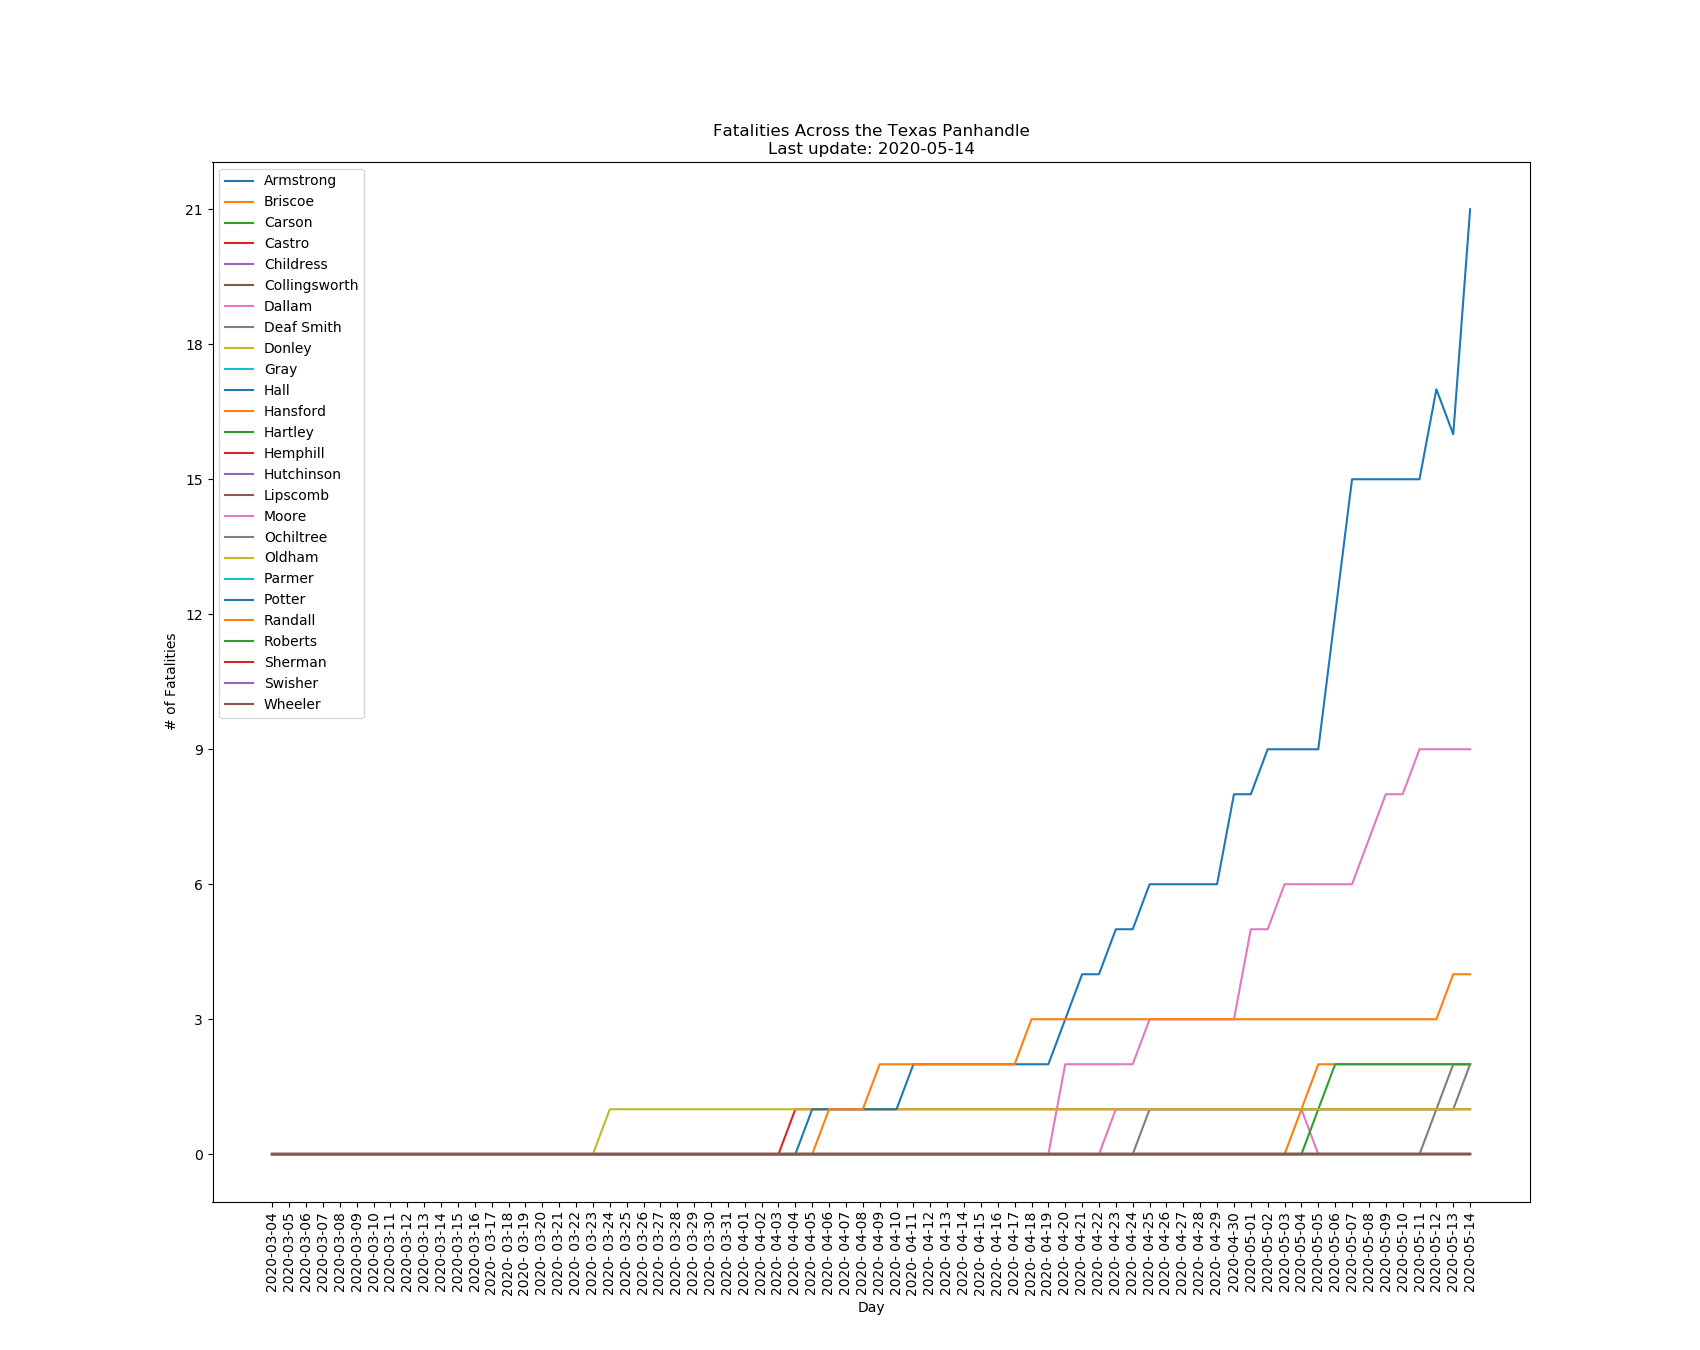 Fatalities Across the Texas Panhandle
Last update: 2020-05-14
Armstrong
Briscoe
Carson
Castro
Childress
Collingsworth
Dallam
Deaf Smith
Donley
Gray
Hall
Hansford
Hartley
Hemphill
Hutchinson
Lipscomb
Moore
Ochiltree
Oldham
Parmer
Potter
Randall
Roberts
Sherman
Swisher
Wheeler
21
18
15
12
9
6
3
0
# of Fatalities
2020-03-04
2020-03-05
2020-03-06
2020-03-07
2020-03-08
2020-03-09
2020-03-10
2020-03-11
2020-03-12
2020-03-13
2020-03-14
2020-03-15
2020-03-16
2020- 03-17
2020- 03-18
2020- 03-19
2020- 03-20
2020- 03-21
2020- 03-22
2020- 03-23
2020- 03-24
2020- 03-25
2020- 03-26
2020- 03-27
2020- 03-28
2020- 03-29
2020- 03-30
2020- 03-31
2020- 04-01
2020- 04-02
2020- 04-03
2020- 04-04
2020- 04-05
2020- 04-06
2020- 04-07
2020- 04-08
2020- 04-09
2020- 04-10
2020- 04-11
2020- 04-12
2020- 04-13
2020- 04-14
2020- 04-15
2020- 04-16
2020- 04-17
2020- 04-18
2020- 04-19
2020- 04-20
2020- 04-21
2020- 04-22
2020- 04-23
2020- 04-24
2020- 04-25
2020- 04-26
2020- 04-27
2020- 04-28
2020- 04-29
2020-04-30
2020-05-01
2020-05-02
2020-05-03
2020-05-04
2020-05-05
2020-05-06
2020-05-07
2020-05-08
2020-05-09
2020-05-10
2020-05-11
2020-05-12
2020-05-13
2020-05-14
Day